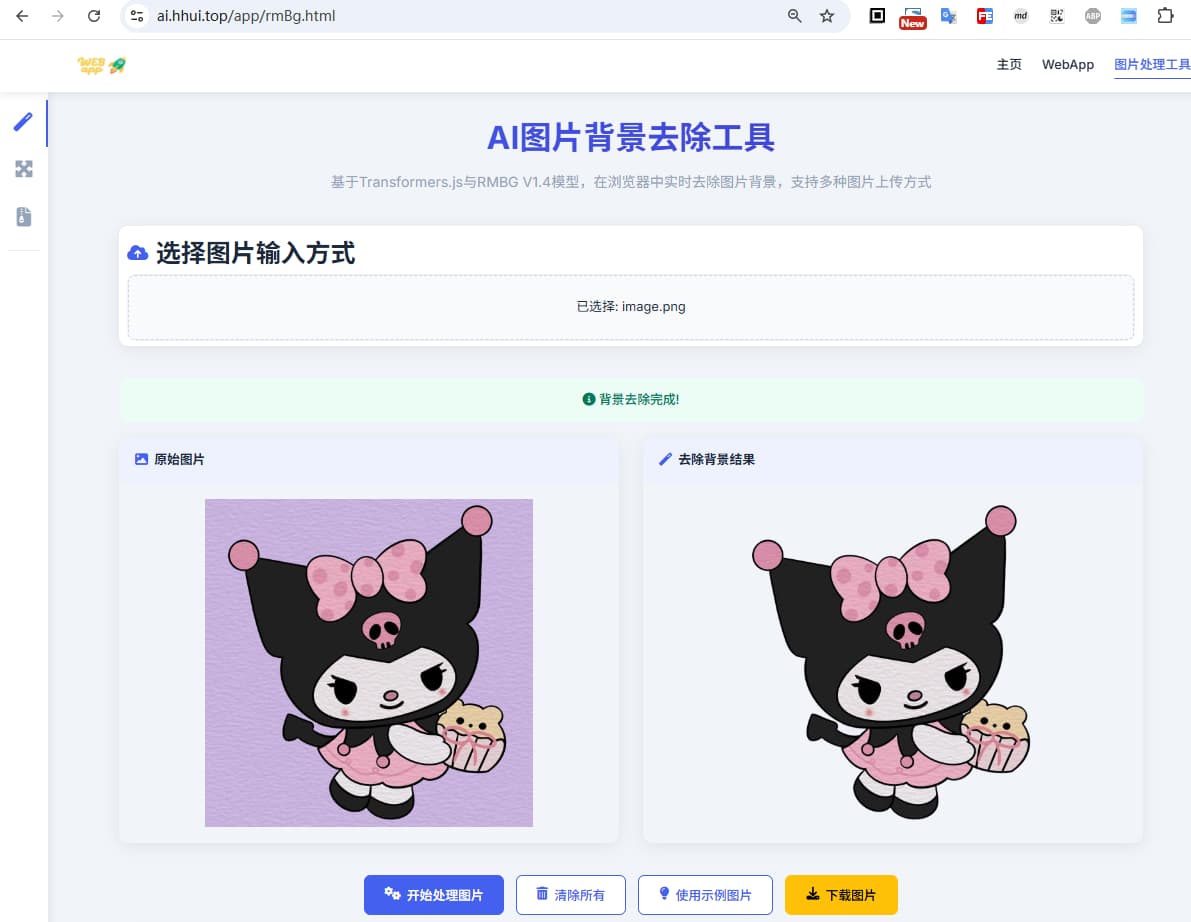 ai.hhui.top/app/rmBg.html
New
G
FE
md
ABP
WEB
app
主页
WebApp
图片处理工具
AI图片背景去除工具
基于Transformers.js与RMBG V1.4模型，在浏览器中实时去除图片背景，支持多种图片上传方式
选择图片输入方式
已选择: image.png
背景去除完成!
原始图片
去除背景结果
开始处理图片
清除所有
使用示例图片
下载图片